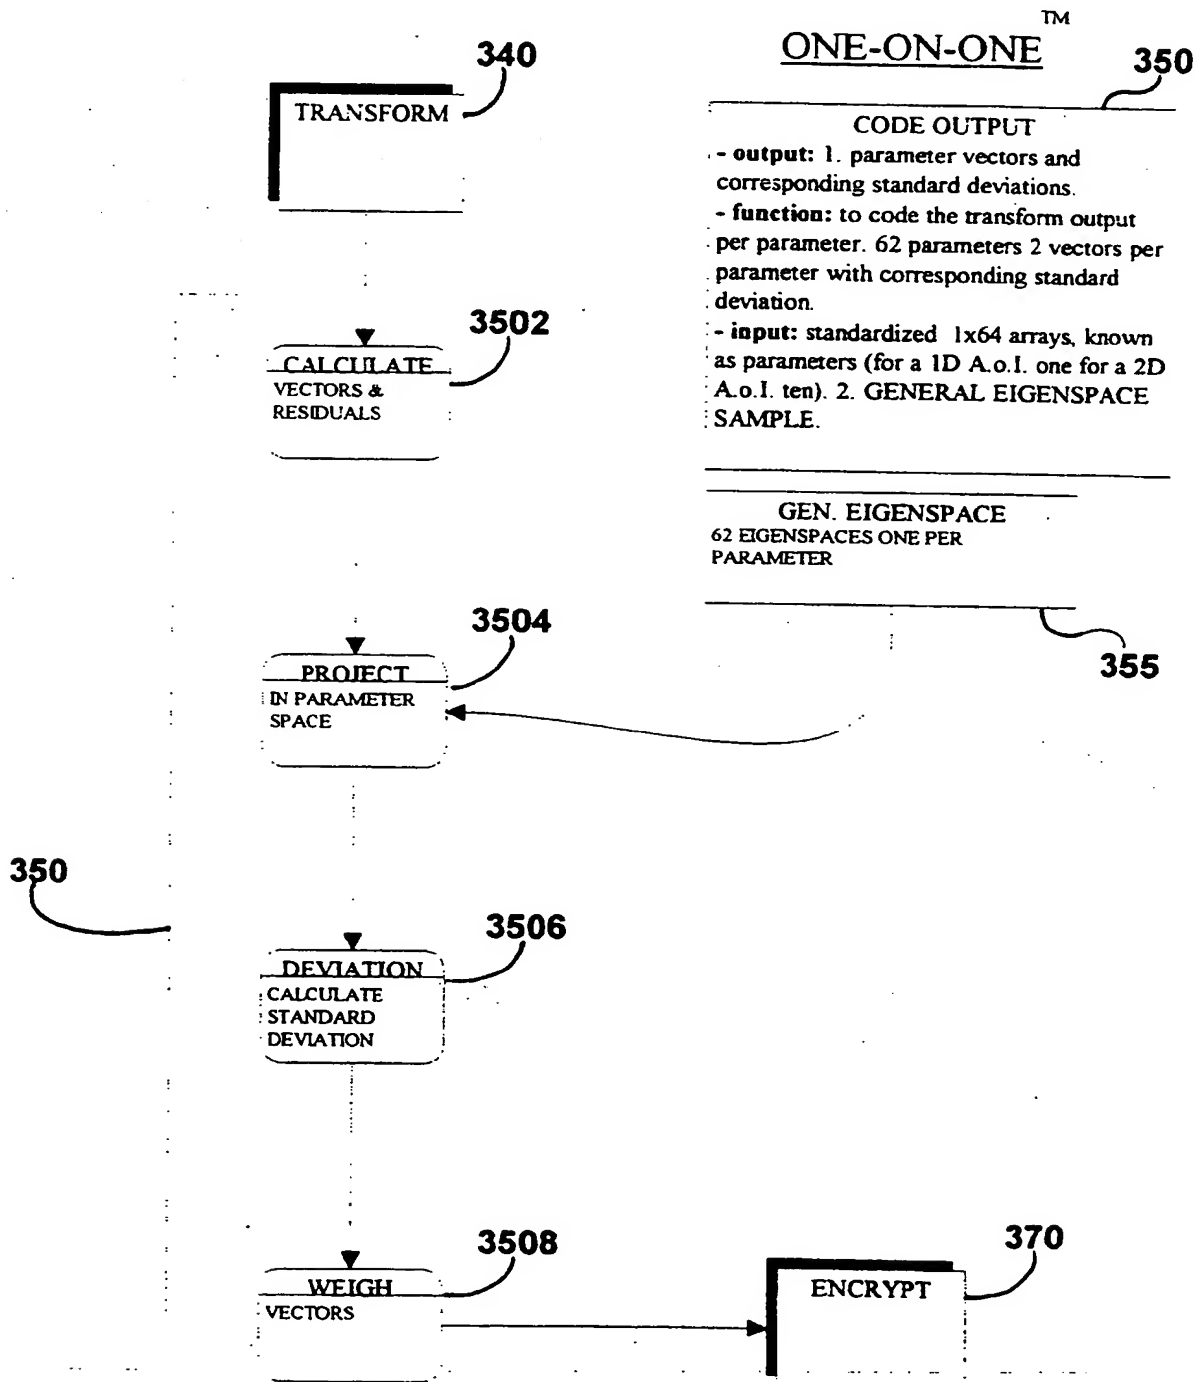 TM
ONE-ON-ONE
340
TRANSFORM
350
CODE OUTPUT
- output: 1. parameter vectors and
corresponding standard deviations.
- function: to code the transform output
per parameter. 62 parameters 2 vectors per
parameter with corresponding standard
deviation.
- input: standardized 1x64 arrays, known
as parameters (for a 1D A.o.I. one for a 2D
A.o.I. ten). 2. GENERAL EIGENSPACE
SAMPLE.
3502
CALCULATE
VECTORS &
RESIDUALS
GEN. EIGENSPACE
62 EIGENSPACES ONE PER
PARAMETER
355
3504
PROJECT
IN PARAMETER
SPACE
350
3506
DEVIATION
CALCULATE
STANDARD
DEVIATION
3508
WEIGH
VECTORS
370
ENCRYPT